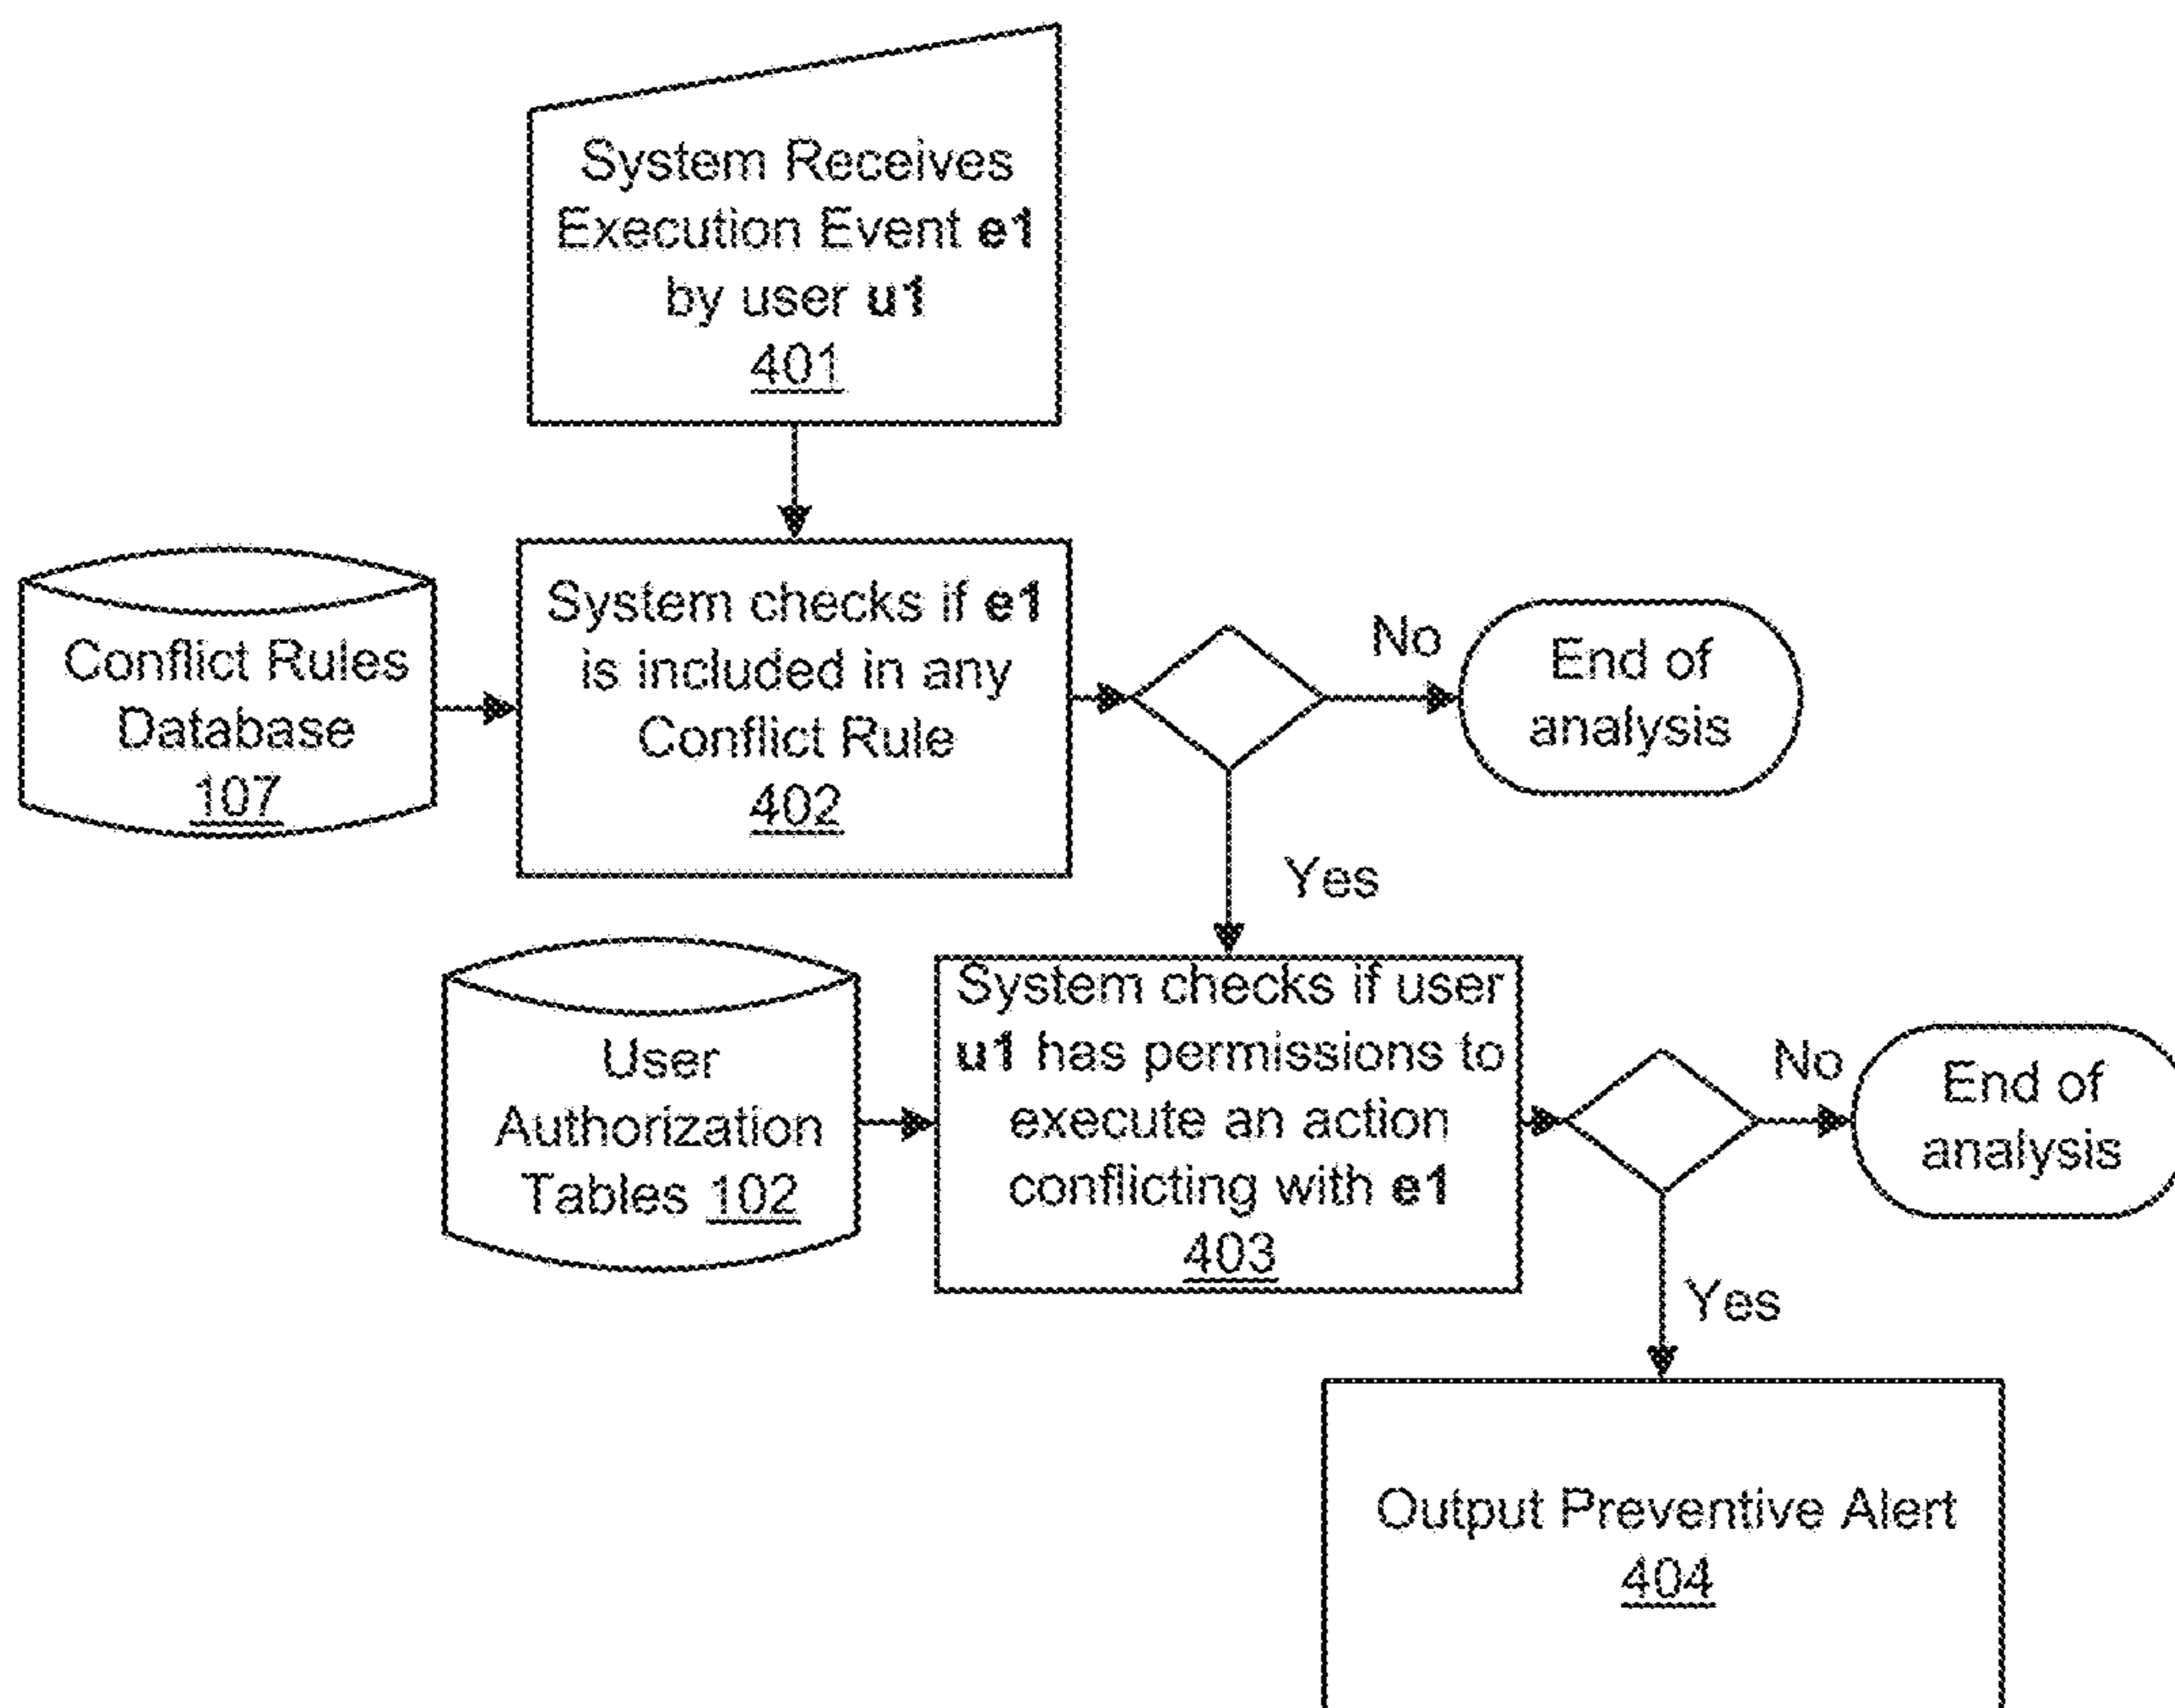 System Receives
Execution Event e1
by user u1
401
Conflict Rules
Database
107
System checks if e1
is included in any
Conflict Rule
402
No
End of
analysis
Yes
User
Authorization
Tables 102
System checks if user
u1 has permissions to
execute an action
conflicting with e1
403
No
End of
analysis
Yes
Output Preventive Alert
404